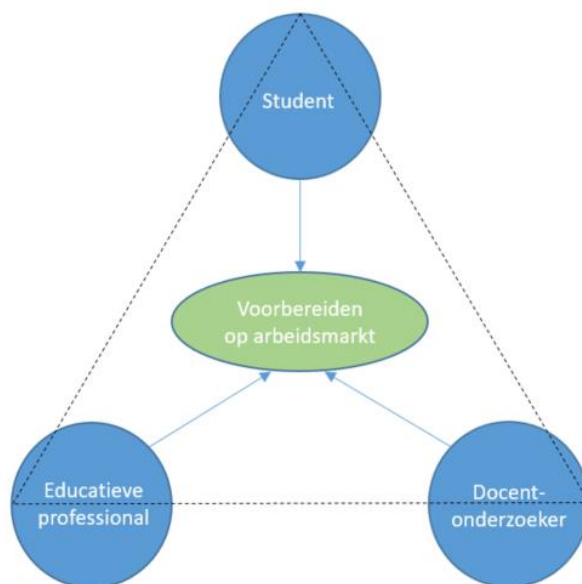 Student
Voorbereiden
op arbeidsmarkt
Educatieve
professional
Docent-
onderzoeker